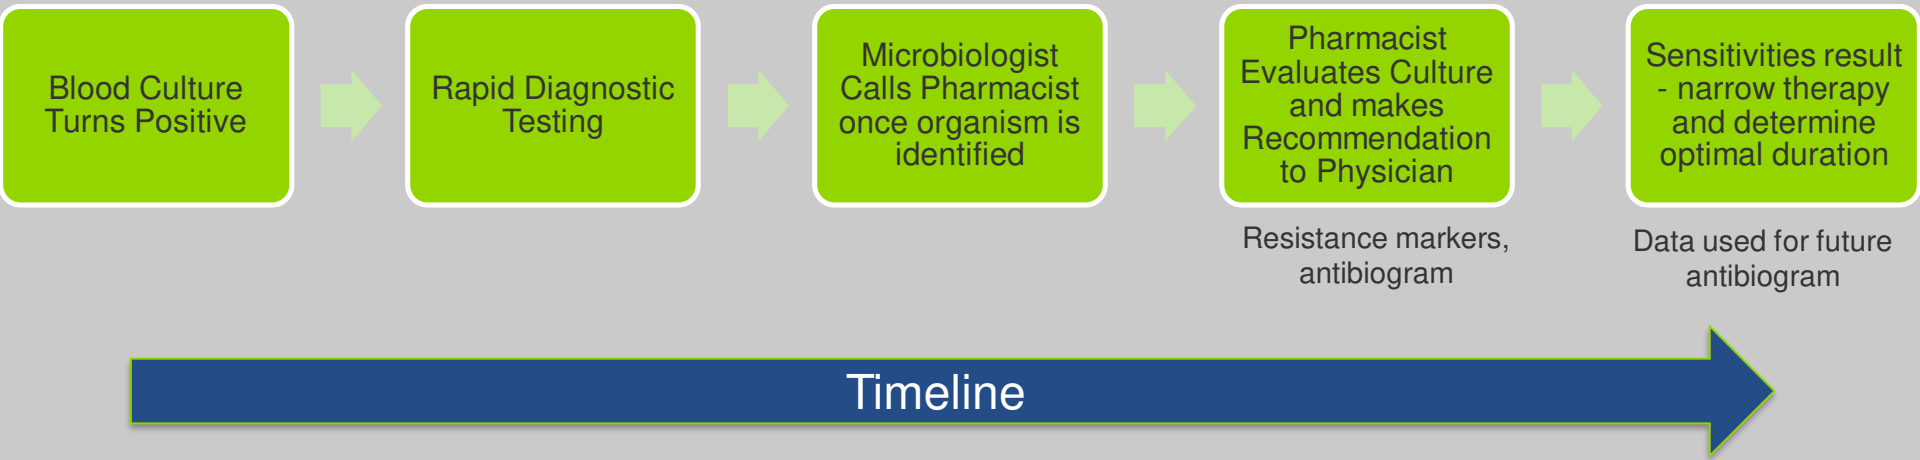 Blood Culture
Turns Positive
Rapid Diagnostic
Testing
Microbiologist
Calls Pharmacist
once organism is
identified
Pharmacist
Evaluates Culture
and makes
Recommendation
to Physician
Sensitivities result
- narrow therapy
and determine
optimal duration
Resistance markers,
antibiogram
Data used for future
antibiogram
Timeline